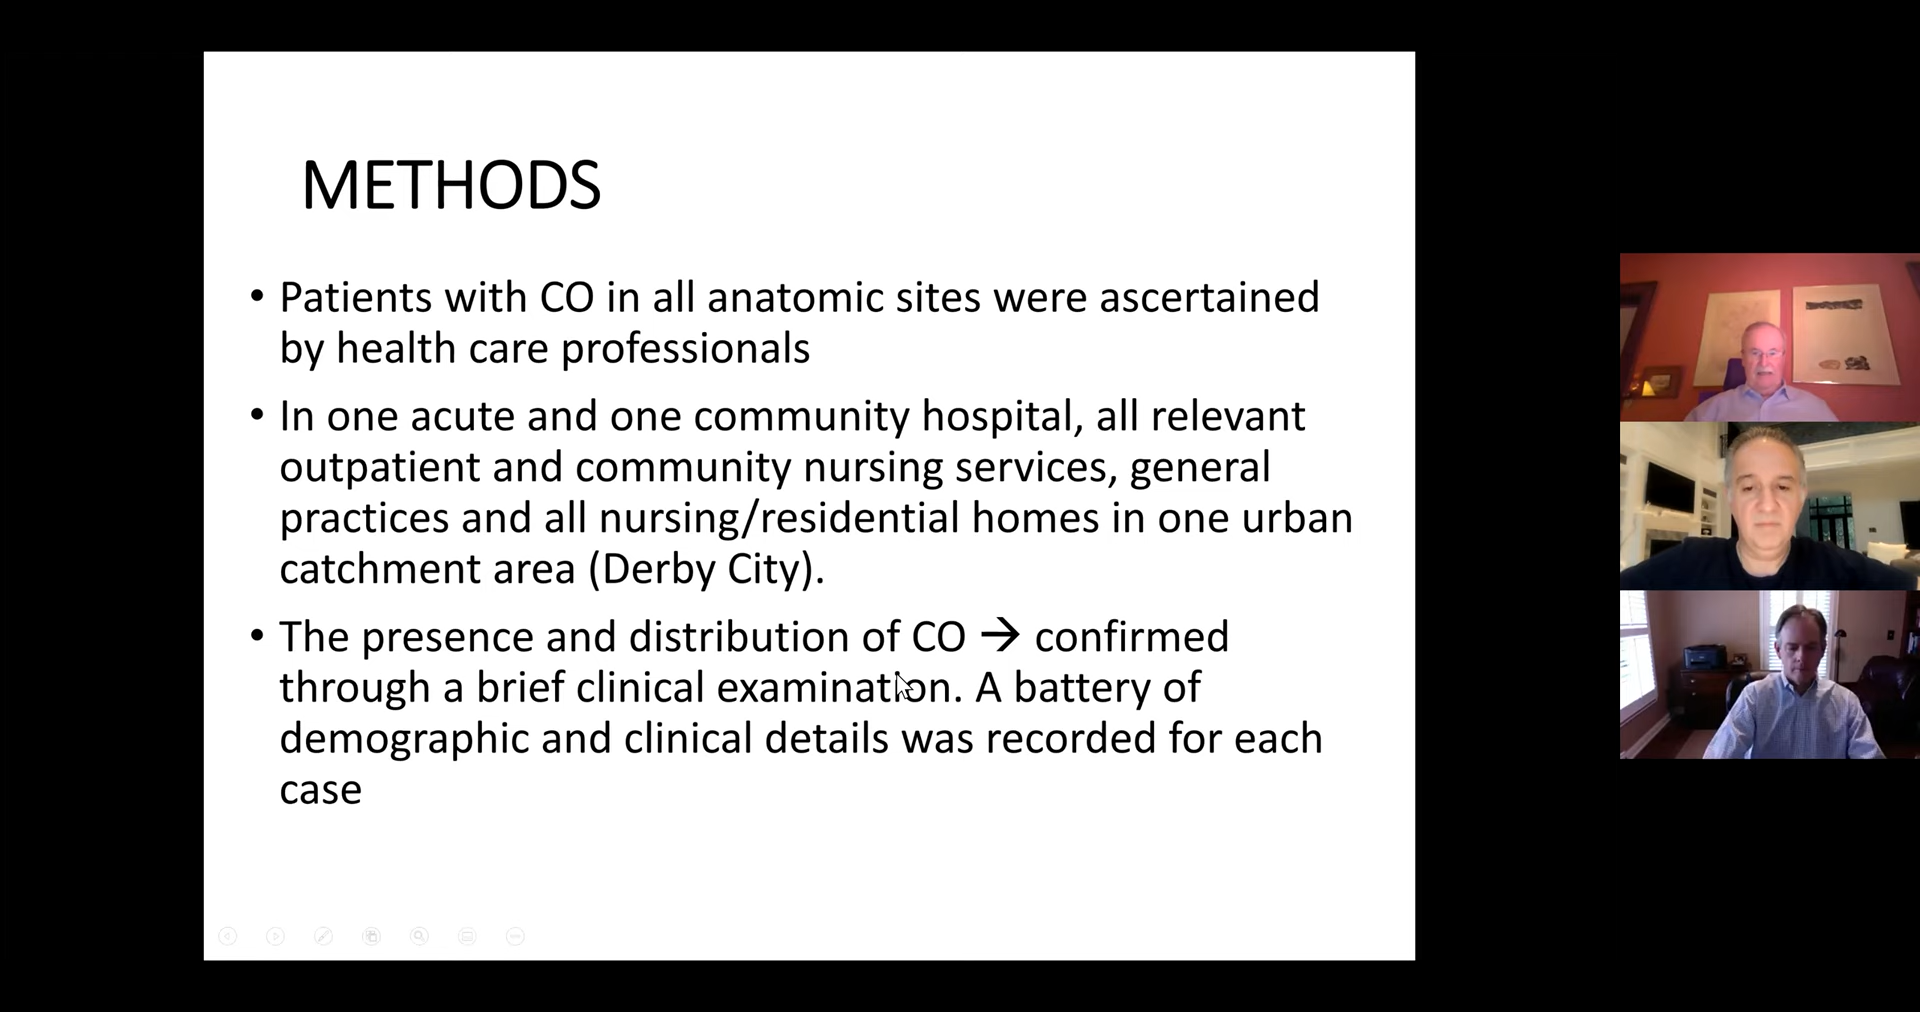 METHODS
• Patients with CO in all anatomic sites were ascertained
by health care professionals
• In one acute and one community hospital, all relevant
outpatient and community nursing services, general
practices and all nursing/residential homes in one urban
catchment area (Derby City).
• The presence and distribution of CO → confirmed
through a brief clinical examination. A battery of
demographic and clinical details was recorded for each
case